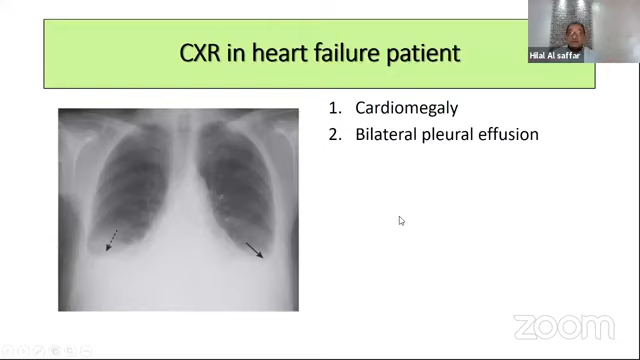 CXR in heart failure patient
Hilal Al saffar
1. Cardiomegaly
2. Bilateral pleural effusion
zoom